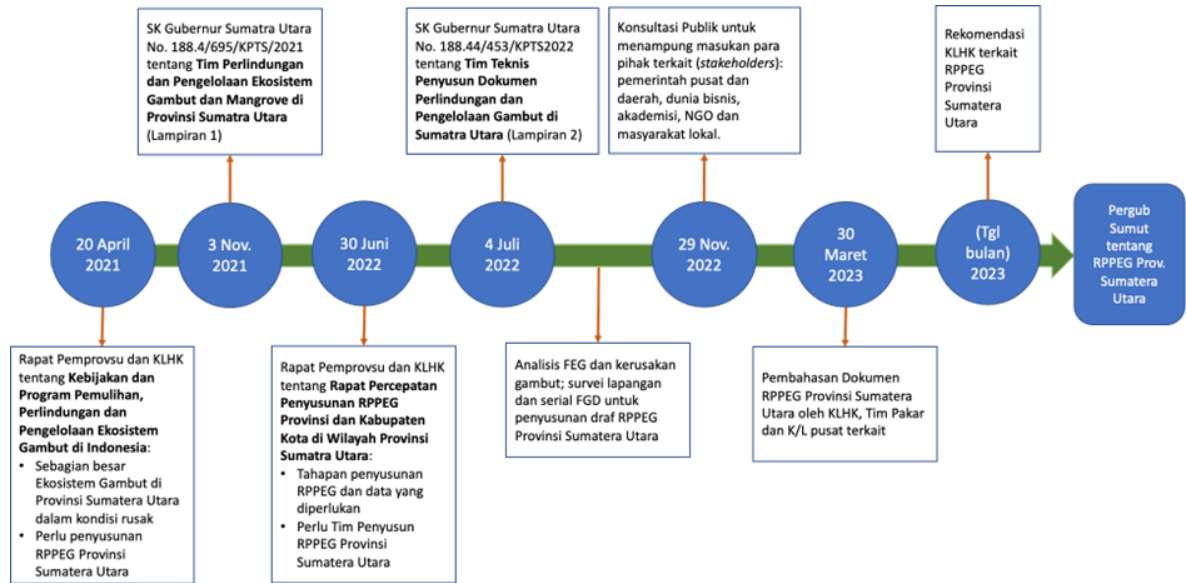 SK Gubernur Sumatra Utara
No. 188.4/695/KPTS/2021
tentang Tim Perlindungan
dan Pengelolaan Ekosistem
Gambut dan Mangrove di
Provinsi Sumatra Utara
(Lampiran 1)
SK Gubernur Sumatra Utara
No. 188.44/453/KPTS2022
tentang Tim Teknis
Penyusun Dokumen
Perlindungan dan
Pengelolaan Gambut di
Sumatra Utara (Lampiran 2)
Konsultasi Publik untuk
menampung masukan para
pihak terkait (stakeholders):
pemerintah pusat dan
daerah, dunia bisnis,
akademisi, NGO dan
masyarakat lokal.
Rekomendasi
KLHK terkait
RPPEG
Provinsi
Sumatera
Utara
20 April
2021
3 Nov.
2021
30 Juni
2022
4 Juli
2022
29 Nov.
2022
30
Maret
2023
(Tgl
bulan)
2023
Pergub
Sumut
tentang
RPPEG Prov.
Sumatera
Utara
Rapat Pemprovsu dan KLHK
tentang Kebijakan dan
Program Pemulihan,
Perlindungan dan
Pengelolaan Ekosistem
Gambut di Indonesia:
• Sebagian besar
Ekosistem Gambut di
Provinsi Sumatera Utara
dalam kondisi rusak
• Perlu penyusunan
RPPEG Provinsi
Sumatera Utara
Rapat Pemprovsu dan KLHK
tentang Rapat Percepatan
Penyusunan RPPEG
Provinsi dan Kabupaten
Kota di Wilayah Provinsi
Sumatra Utara:
• Tahapan penyusunan
RPPEG dan data yang
diperlukan
• Perlu Tim Penyusun
RPPEG Provinsi
Sumatera Utara
Analisis FEG dan kerusakan
gambut; survei lapangan
dan serial FGD untuk
penyusunan draf RPPEG
Provinsi Sumatera Utara
Pembahasan Dokumen
RPPEG Provinsi Sumatera
Utara oleh KLHK, Tim Pakar
dan K/L pusat terkait